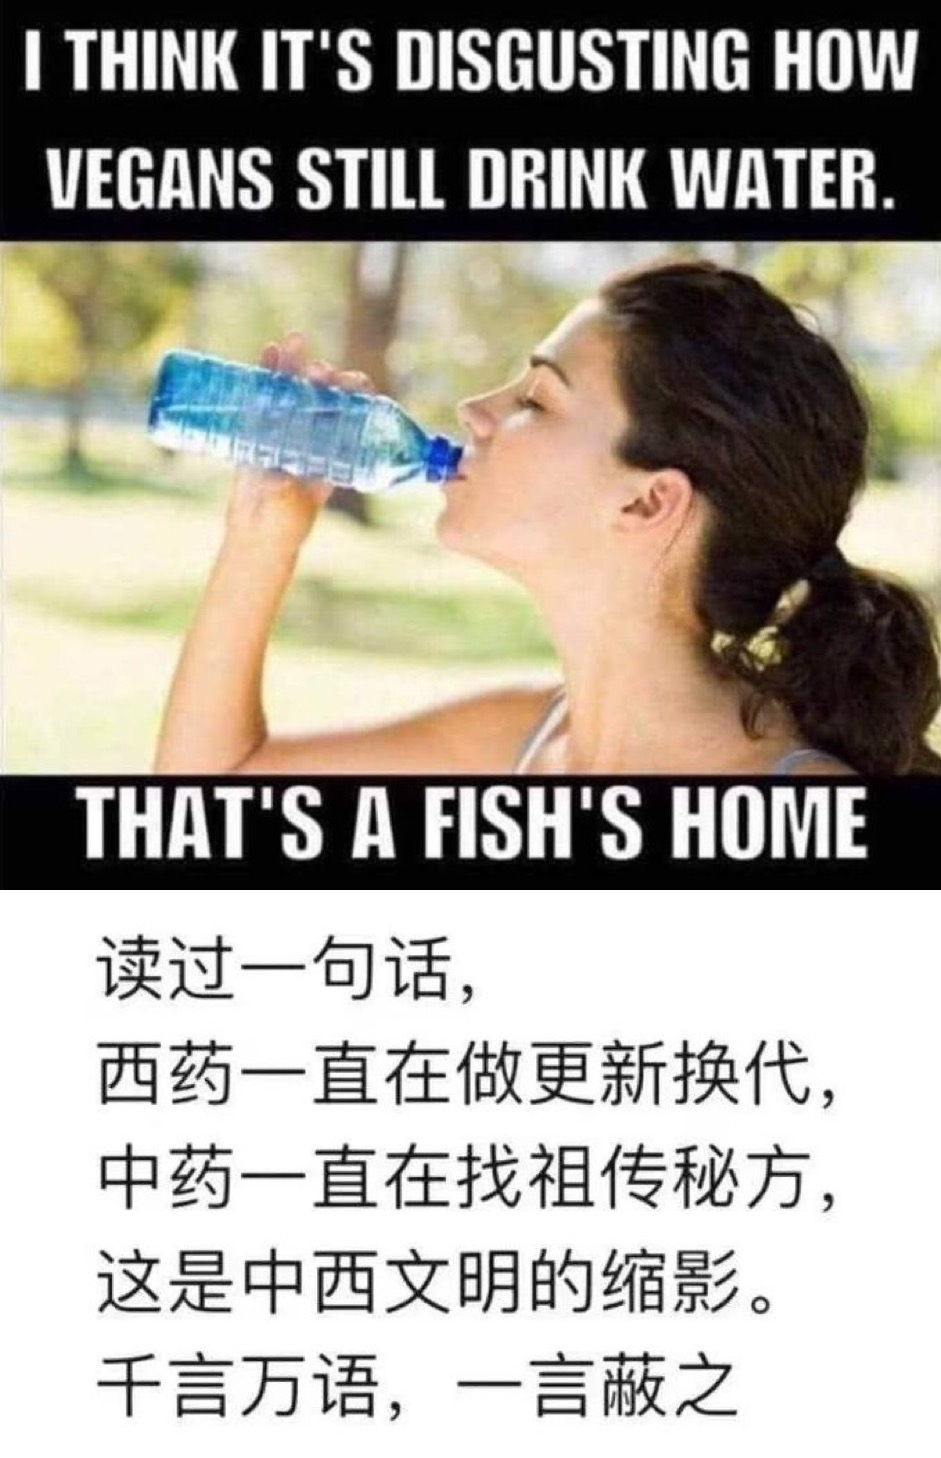 I THINK IT'S DISGUSTING HOW
VEGANS STILL DRINK WATER.
THAT'S A FISH'S HOME
读过一句话，
西药一直在做更新换代，
中药一直在找祖传秘方，
这是中西文明的缩影。
千言万语，一言蔽之